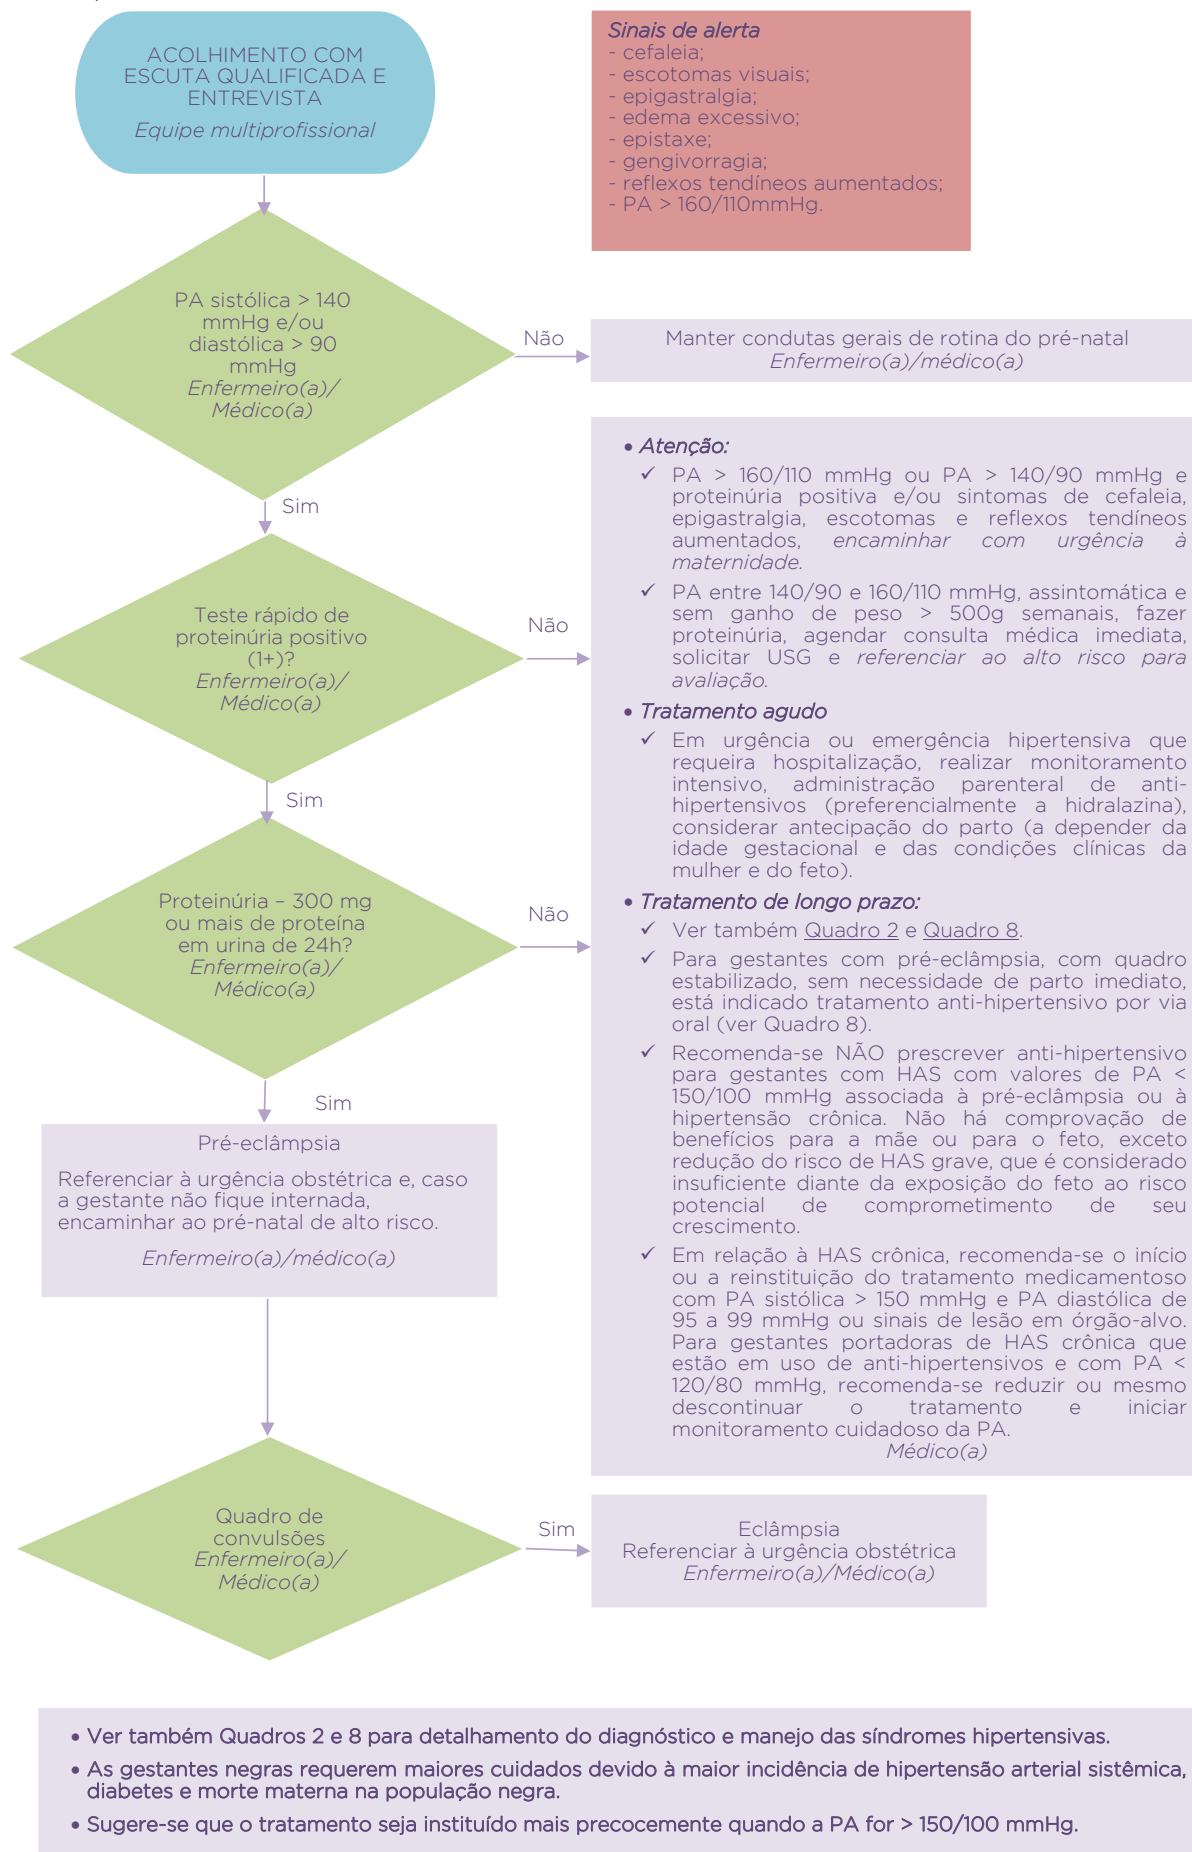 ACOLHIMENTO COM
ESCUTA QUALIFICADA E
ENTREVISTA
Equipe multiprofissional
Sinais de alerta
- cefaleia;
- escotomas visuais;
- epigastralgia;
- edema excessivo;
- epistaxe;
- gengivorragia;
- reflexos tendíneos aumentados;
- PA > 160/110mmHg.
PA sistólica > 140
mmHg e/ou
diastólica > 90
mmHg
Enfermeiro(a)/
Médico(a)
Não
Manter condutas gerais de rotina do pré-natal
Enfermeiro(a)/médico(a)
Sim
Teste rápido de
proteinúria positivo
(1+)?
Enfermeiro(a)/
Médico(a)
Não
Sim
Proteinúria – 300 mg
ou mais de proteína
em urina de 24h?
Enfermeiro(a)/
Médico(a)
Não
Sim
• Atenção:
✓ PA > 160/110 mmHg ou PA > 140/90 mmHg e
proteinúria positiva e/ou sintomas de cefaleia,
epigastralgia, escotomas e reflexos tendíneos
aumentados, encaminhar com urgência à
maternidade.
✓ PA entre 140/90 e 160/110 mmHg, assintomática e
sem ganho de peso > 500g semanais, fazer
proteinúria, agendar consulta médica imediata,
solicitar USG e referenciar ao alto risco para
avaliação.
• Tratamento agudo
✓ Em urgência ou emergência hipertensiva que
requeira hospitalização, realizar monitoramento
intensivo, administração parenteral de anti-
hipertensivos (preferencialmente a hidralazina),
considerar antecipação do parto (a depender da
idade gestacional e das condições clínicas da
mulher e do feto).
• Tratamento de longo prazo:
✓ Ver também Quadro 2 e Quadro 8.
✓ Para gestantes com pré-eclâmpsia, com quadro
estabilizado, sem necessidade de parto imediato,
está indicado tratamento anti-hipertensivo por via
oral (ver Quadro 8).
✓ Recomenda-se NÃO prescrever anti-hipertensivo
para gestantes com HAS com valores de PA <
150/100 mmHg associada à pré-eclâmpsia ou à
hipertensão crônica. Não há comprovação de
benefícios para a mãe ou para o feto, exceto
redução do risco de HAS grave, que é considerado
insuficiente diante da exposição do feto ao risco
potencial de comprometimento de seu
crescimento.
✓ Em relação à HAS crônica, recomenda-se o início
ou a reinstituição do tratamento medicamentoso
com PA sistólica > 150 mmHg e PA diastólica de
95 a 99 mmHg ou sinais de lesão em órgão-alvo.
Para gestantes portadoras de HAS crônica que
estão em uso de anti-hipertensivos e com PA <
120/80 mmHg, recomenda-se reduzir ou mesmo
descontinuar o tratamento e iniciar
monitoramento cuidadoso da PA.
Médico(a)
Pré-eclâmpsia
Referenciar à urgência obstétrica e, caso
a gestante não fique internada,
encaminhar ao pré-natal de alto risco.
Enfermeiro(a)/médico(a)
Quadro de
convulsões
Enfermeiro(a)/
Médico(a)
Sim
Eclâmpsia
Referenciar à urgência obstétrica
Enfermeiro(a)/Médico(a)
• Ver também Quadros 2 e 8 para detalhamento do diagnóstico e manejo das síndromes hipertensivas.
• As gestantes negras requerem maiores cuidados devido à maior incidência de hipertensão arterial sistêmica,
diabetes e morte materna na população negra.
• Sugere-se que o tratamento seja instituído mais precocemente quando a PA for > 150/100 mmHg.